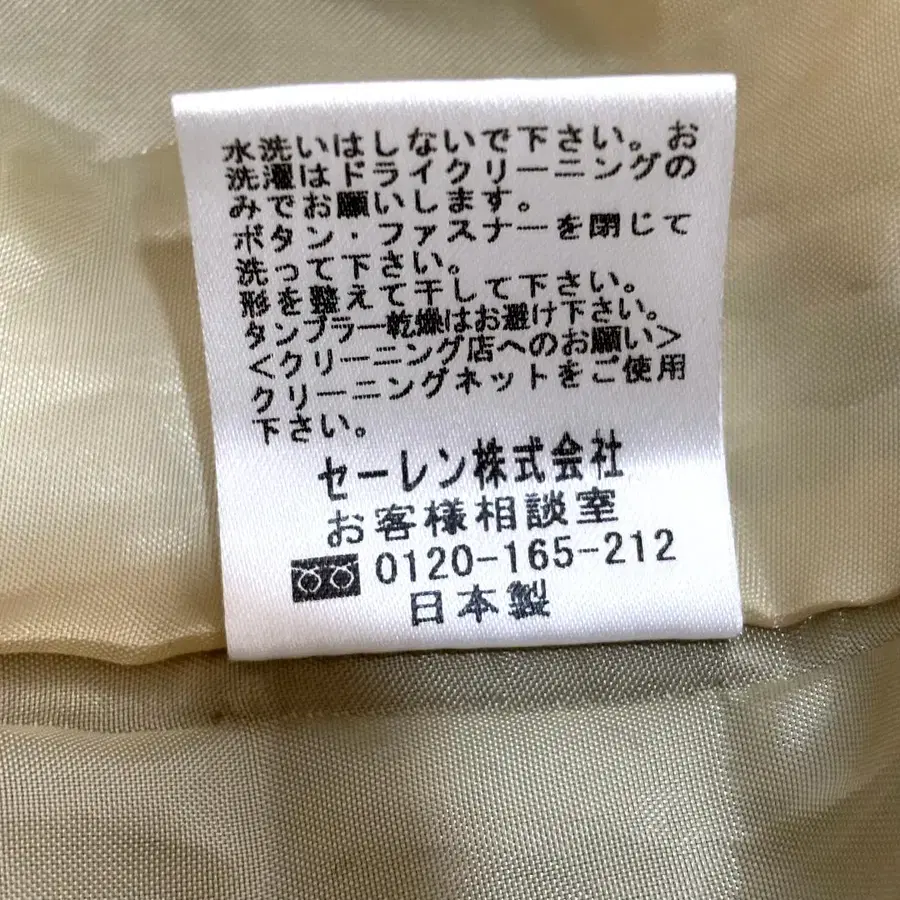 水洗いはしないで下さい。お
洗濯はドライクリーニングの
みでお願いします。
ボタン・ファスナーを閉じて
洗って下さい。
形を整えて干して下さい。
タンブラー乾燥はお避け下さい。
<クリーニング店へのお願い>
クリーニングネットをご使用
下さい。
セーレン株式会社
お客様相談室
0120-165-212
日本製